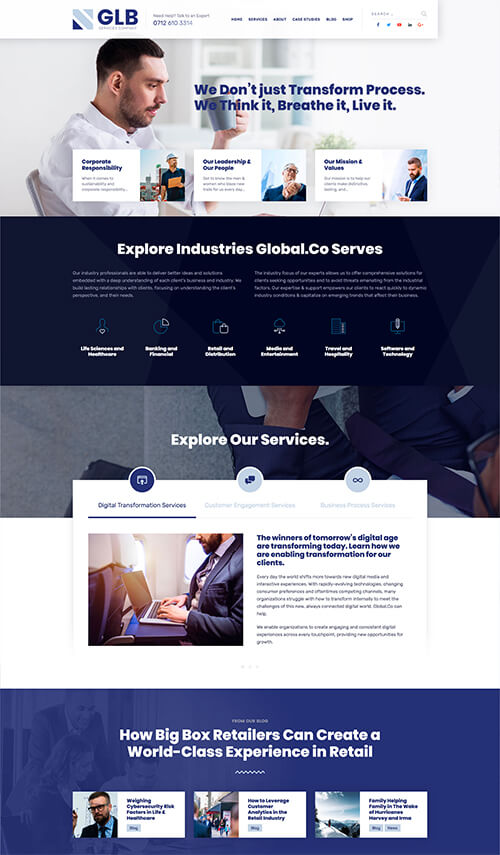 GLB
SERVICES COMPANY
Need Help? Talk to an Expert
0712 610 3314
HOME SERVICES ABOUT CASE STUDIES BLOG SHOP
SEARCH
We Don't just Transform Process.
We Think it, Breathe it, Live it.
Corporate
Responsibility
When it comes to
sustainability and
corporate responsibility...
Our Leadership &
Our People
Get to know the men &
women who blaze new
trails for us every day...
Our Mission &
Values
Our mission is to help our
clients make distinctive,
lasting, and...
Explore Industries Global.Co Serves
Our industry professionals are able to deliver better ideas and solutions
embedded with a deep understanding of each client's business and industry. We
build lasting relationships with clients, focusing on understanding the client's
perspective, and their needs.
The industry focus of our experts allows us to offer comprehensive solutions for
clients seeking opportunities and to avoid threats emanating from the industrial
factors. Our expertise & support empowers our clients to react quickly to dynamic
industry conditions & capitalize on emerging trends that affect their business.
Life Sciences and
Healthcare
Banking and
Financial
Retail and
Distribution
Media and
Entertainment
Travel and
Hospitality
Software and
Technology
Explore Our Services.
Digital Transformation Services
Customer Engagement Services
Business Process Services
The winners of tomorrow's digital age
are transforming today. Learn how we
are enabling transformation for our
clients.
Every day the world shifts more towards new digital media and
interactive experiences. With rapidly-evolving technologies, changing
consumer preferences and oftentimes competing channels, many
organizations struggle with how to transform internally to meet the
challenges of this new, always connected digital world. Global.Co can
help.
We enable organizations to create engaging and consistent digital
experiences across every touchpoint, providing new opportunities for
growth.
FROM OUR BLOG
How Big Box Retailers Can Create a
World-Class Experience in Retail
Weighing
Cybersecurity Risk
Factors in Life &
Healthcare
Blog
How to Leverage
Customer
Analytics in the
Retail Industry
Blog
Family Helping
Family in The Wake
of Hurricanes
Harvey and Irma
Blog News